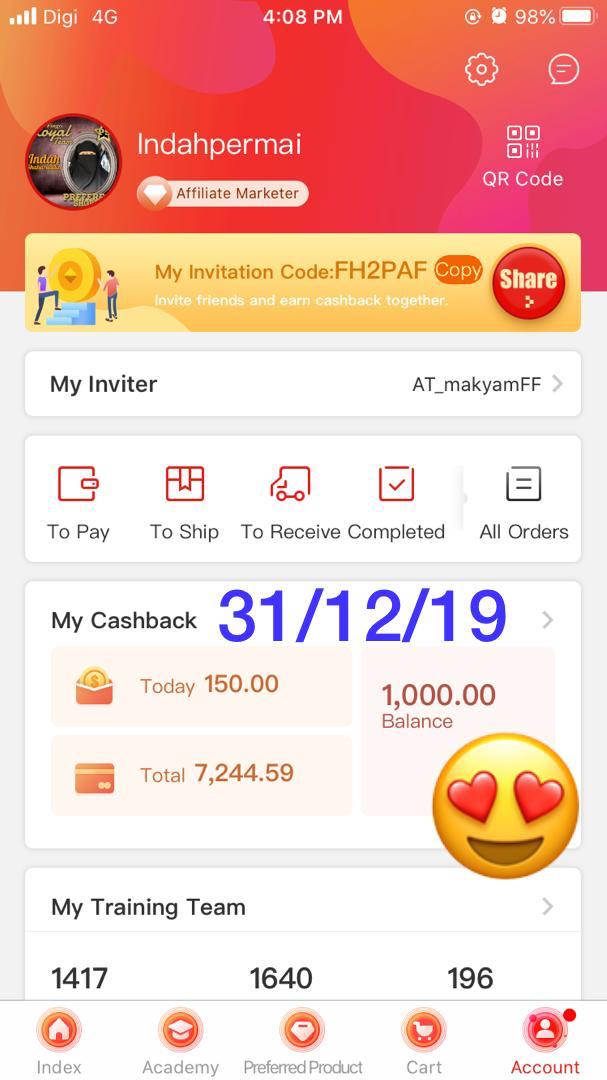 Digi 4G 4:08 PM 98%
Royal
Team
Indah
PREFERR
SHOP
Indahpermai
Affiliate Marketer
QR Code
My Invitation Code:FH2PAF Copy
Share
Invite friends and earn cashback together.
My Inviter AT_makyamFF
To Pay To Ship To Receive Completed All Orders
My Cashback 31/12/19
Today 150.00
1,000.00
Balance
Total 7,244.59
My Training Team
1417 1640 196
Index Academy Preferred Product Cart Account